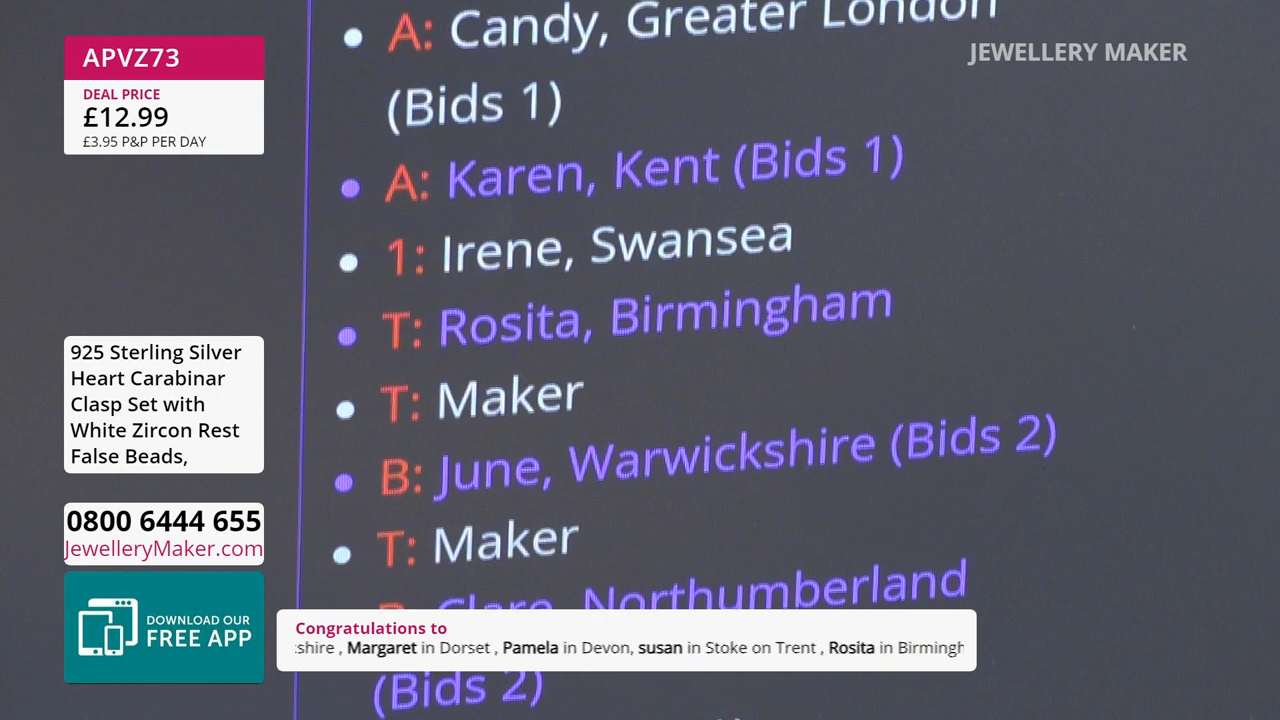 APVZ73
DEAL PRICE
£12.99
£3.95 P&P PER DAY
JEWELLERY MAKER
• A: Candy, Greater London
(Bids 1)
• A: Karen, Kent (Bids 1)
• 1: Irene, Swansea
• T: Rosita, Birmingham
• T: Maker
• B: June, Warwickshire (Bids 2)
• T: Maker
Clare, Northumberland
(Bids 2)
925 Sterling Silver
Heart Carabinar
Clasp Set with
White Zircon Rest
False Beads,
0800 6444 655
JewelleryMaker.com
DOWNLOAD OUR
FREE APP
Congratulations to
shire , Margaret in Dorset , Pamela in Devon, susan in Stoke on Trent , Rosita in Birmingh